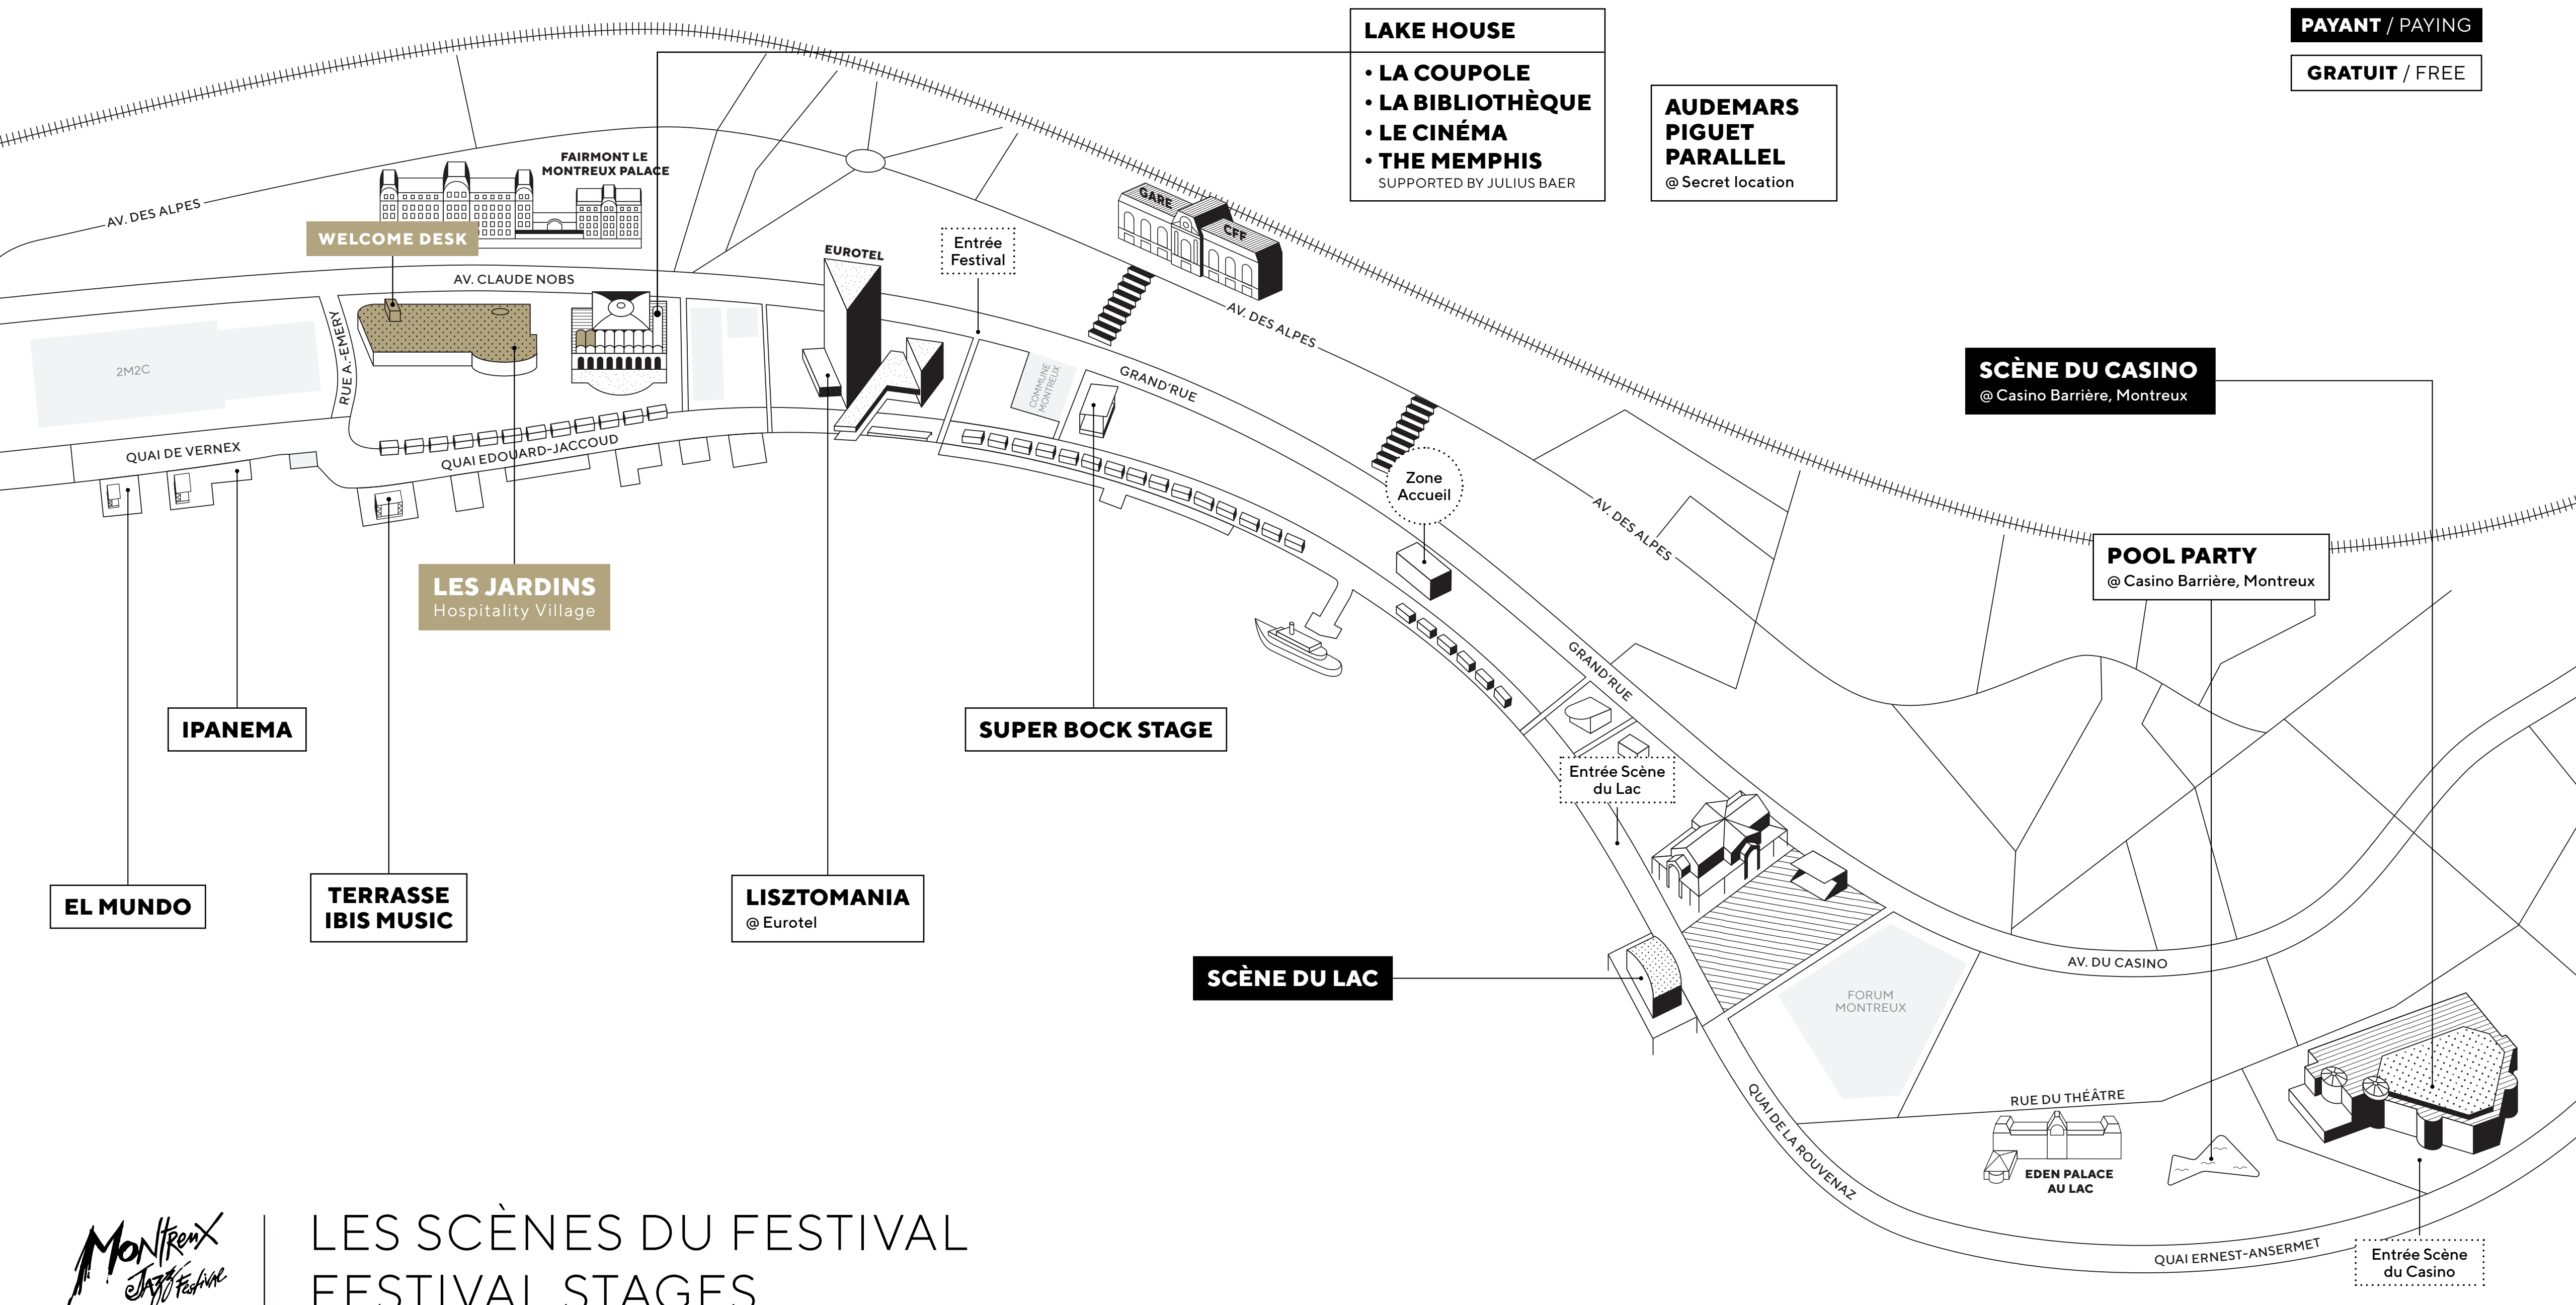 LAKE HOUSE
• LA COUPOLE
• LA BIBLIOTHÈQUE
• LE CINÉMA
• THE MEMPHIS
SUPPORTED BY JULIUS BAER
AUDEMARS
PIGUET
PARALLEL
@ Secret location
PAYANT / PAYING
GRATUIT / FREE
FAIRMONT LE
MONTREUX PALACE
AV. DES ALPES
WELCOME DESK
AV. CLAUDE NOBS
EUROTEL
Entrée
Festival
GARE
CFF
AV. DES ALPES
RUE A.-EMERY
2M2C
COMMUNE
MONTREUX
GRAND'RUE
SCÈNE DU CASINO
@ Casino Barrière, Montreux
QUAI DE VERNEX
QUAI EDOUARD-JACCOUD
Zone
Accueil
AV. DES ALPES
POOL PARTY
@ Casino Barrière, Montreux
LES JARDINS
Hospitality Village
GRAND'RUE
IPANEMA
SUPER BOCK STAGE
Entrée Scène
du Lac
EL MUNDO
TERRASSE
IBIS MUSIC
LISZTOMANIA
@ Eurotel
SCÈNE DU LAC
AV. DU CASINO
FORUM
MONTREUX
RUE DU THÉÂTRE
QUAI DE LA ROUVENAZ
EDEN PALACE
AU LAC
QUAI ERNEST-ANSERMET
Entrée Scène
du Casino
MONTREUX
JAZZ Festival
LES SCÈNES DU FESTIVAL
FESTIVAL STAGES